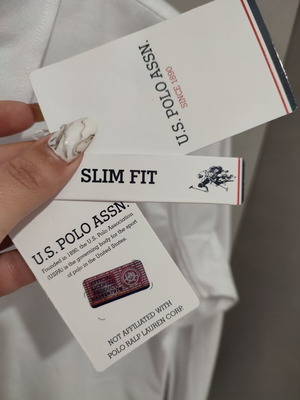 U.S. POLO ASSN.
SINCE 1890
SLIM FIT
U.S. POLO ASSN.
Founded in 1890, the U.S. Polo Association
(USPA) is the governing body for the sport
of polo in the United States.
NOT AFFILIATED WITH
POLO RALPH LAUREN CORP.